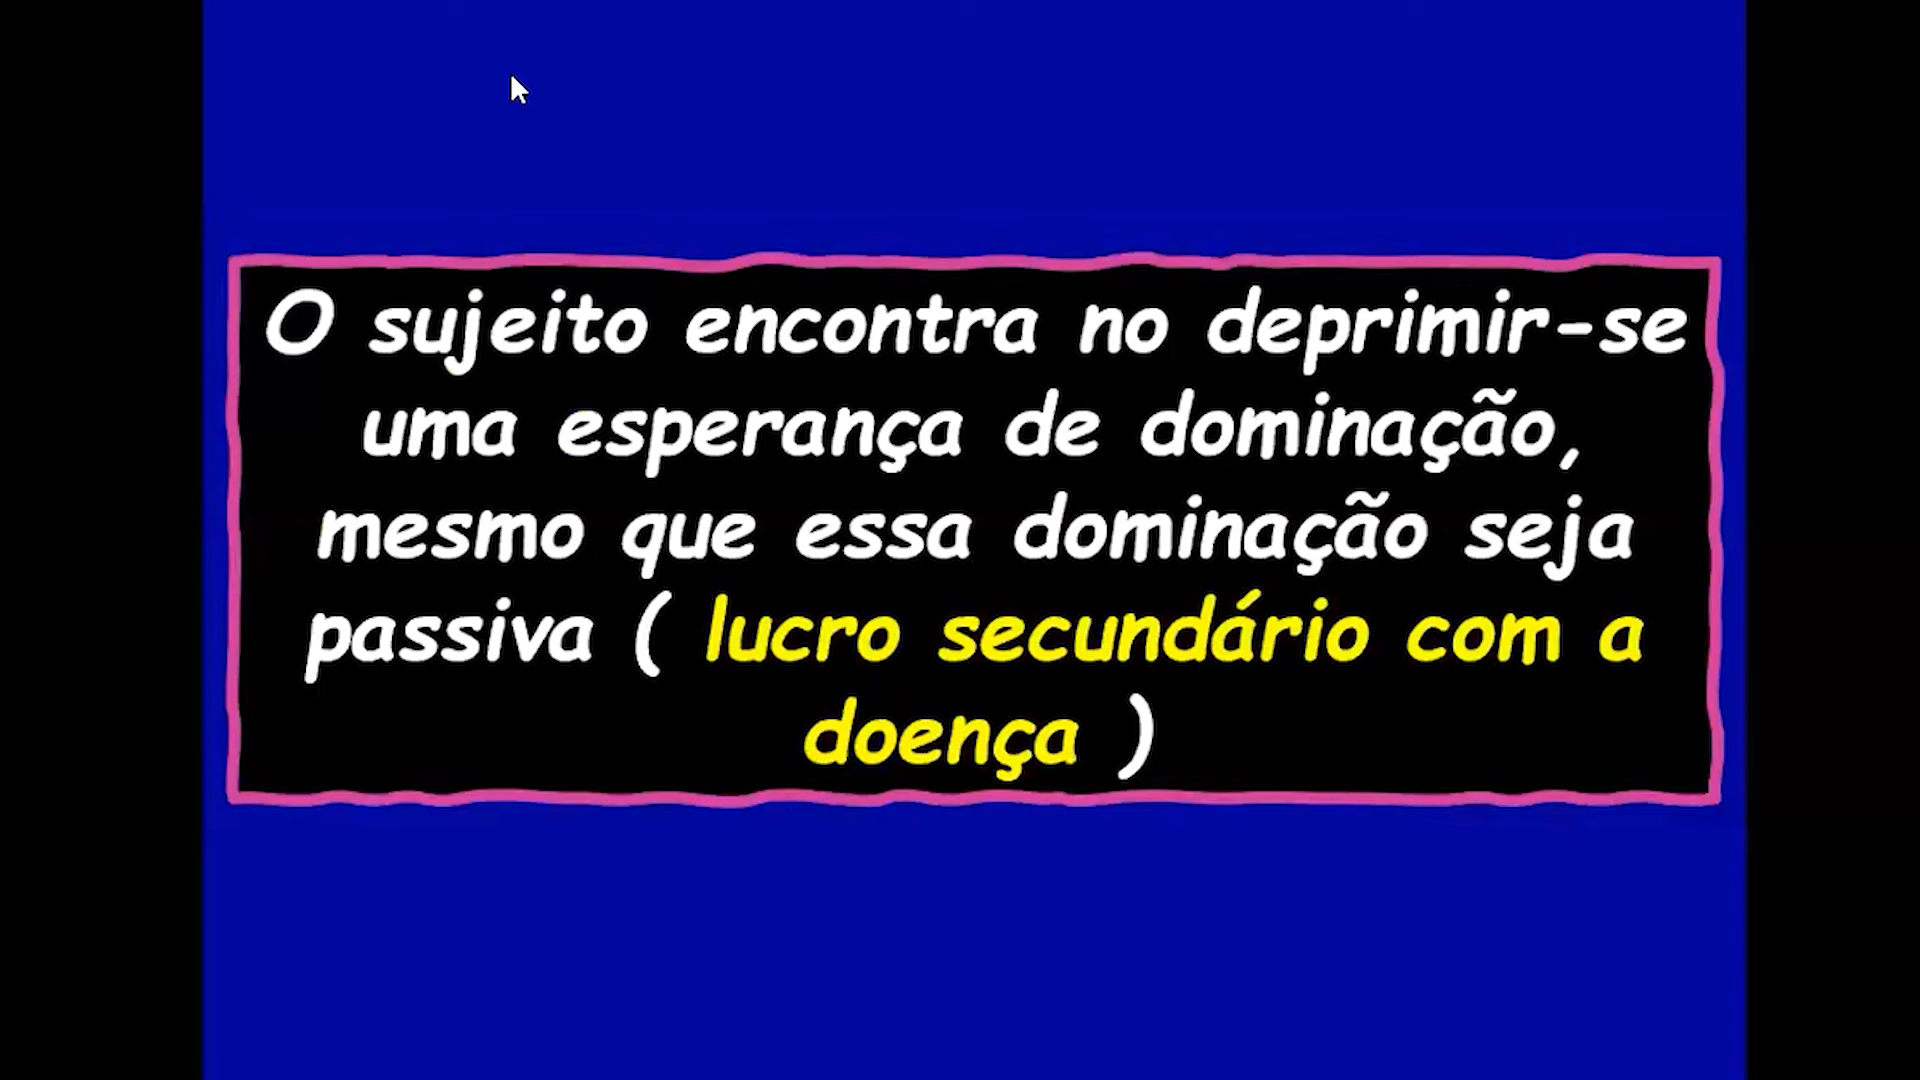 O sujeito encontra no deprimir-se
uma esperança de dominação,
mesmo que essa dominação seja
passiva ( lucro secundário com a
doença )